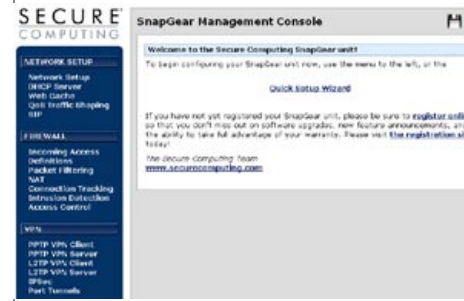 SECURE
COMPUTING
SnapGear Management Console
NETWORK SETUP
Network Setup
DHCP Server
Web Cache
QoS Traffic Shaping
SIP
FIREWALL
Incoming Access
Definitions
Packet Filtering
NAT
Connection Tracking
Intrusion Detection
Access Control
VPN
PPTP VPN Client
PPTP VPN Server
L2TP VPN Client
L2TP VPN Server
IPSec
Port Tunnels
Welcome to the Secure Computing SnapGear unit!
To begin configuring your SnapGear unit now, use the menu to the left, or the
Quick Setup Wizard
If you have not yet registered your SnapGear unit, please be sure to register
so that you don't miss out on software upgrades, new feature announcements, and
the ability to take full advantage of your warranty. Please visit the registration
today!
The Secure Computing Team
www.securecomputing.com